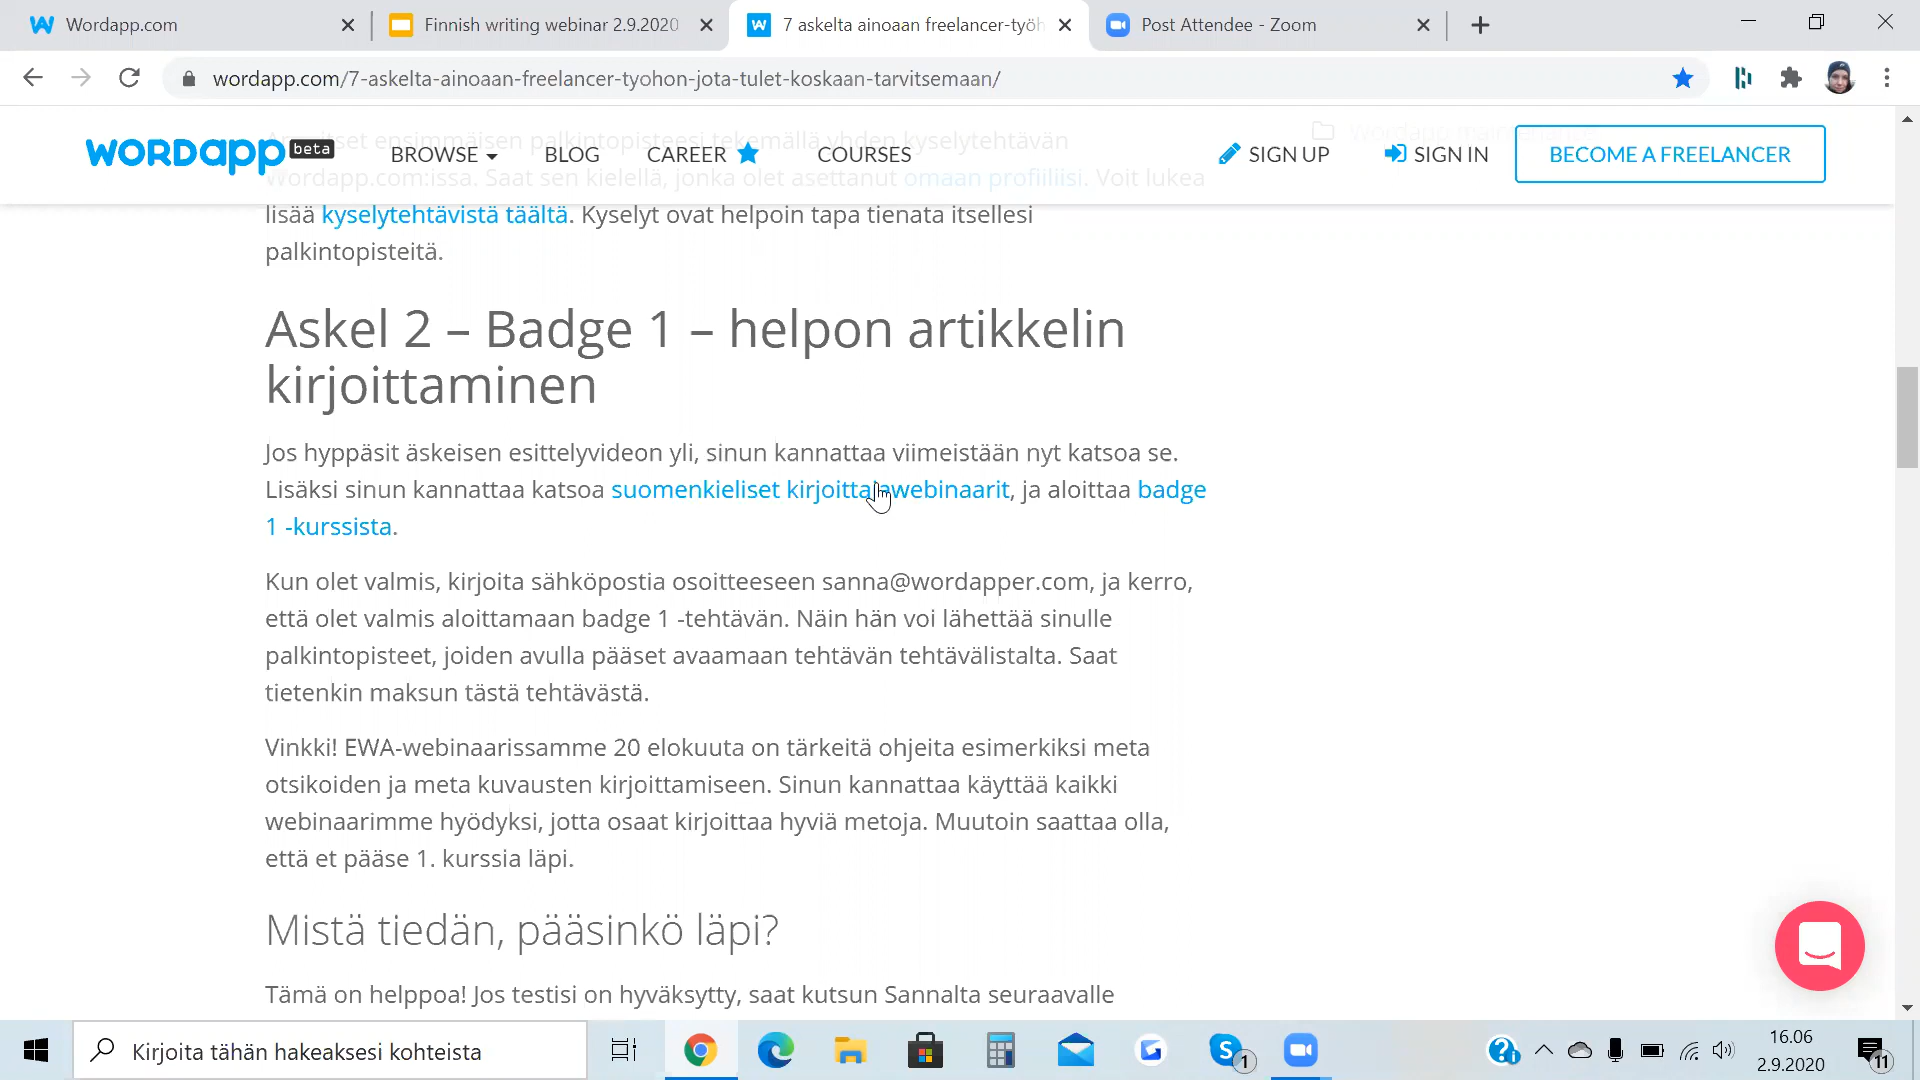 Wordapp.com
Finnish writing webinar 2.9.2020
7 askelta ainoaan freelancer-työh
Post Attendee - Zoom
wordapp.com/7-askelta-ainoaan-freelancer-tyohon-jota-tulet-koskaan-tarvitsemaan/
WORDapp beta
BROWSE
BLOG
CAREER
COURSES
SIGN UP
SIGN IN
BECOME A FREELANCER
ensimmäisen palkintopisteesi tekemällä yhden kyselytehtävän
Wordapp.com:issa. Saat sen kielellä, jonka olet asettanut omaan profiiliisi. Voit lukea
lisää kyselytehtävistä täältä. Kyselyt ovat helpoin tapa tienata itsellesi
palkintopisteitä.
Askel 2 – Badge 1 – helpon artikkelin
kirjoittaminen
Jos hyppäsit äskeisen esittelyvideon yli, sinun kannattaa viimeistään nyt katsoa se.
Lisäksi sinun kannattaa katsoa suomenkieliset kirjoittajawebinaarit, ja aloittaa badge
1 -kurssista.
Kun olet valmis, kirjoita sähköpostia osoitteeseen sanna@wordapper.com, ja kerro,
että olet valmis aloittamaan badge 1 -tehtävän. Näin hän voi lähettää sinulle
palkintopisteet, joiden avulla pääset avaamaan tehtävän tehtävälistalta. Saat
tietenkin maksun tästä tehtävästä.
Vinkki! EWA-webinaarissamme 20 elokuuta on tärkeitä ohjeita esimerkiksi meta
otsikoiden ja meta kuvausten kirjoittamiseen. Sinun kannattaa käyttää kaikki
webinaarimme hyödyksi, jotta osaat kirjoittaa hyviä metoja. Muutoin saattaa olla,
että et pääse 1. kurssia läpi.
Mistä tiedän, pääsinkö läpi?
Tämä on helppoa! Jos testisi on hyväksytty, saat kutsun Sannalta seuraavalle
Kirjoita tähän hakeaksesi kohteista
1
16.06
2.9.2020
11